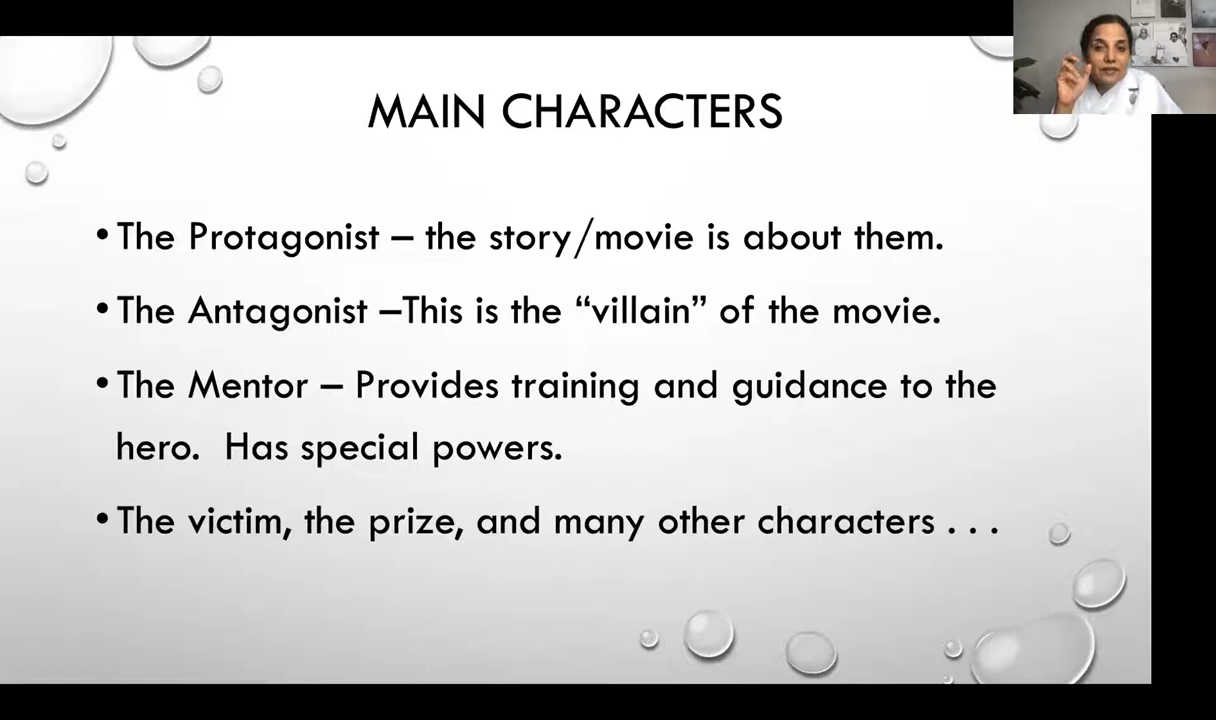 MAIN CHARACTERS
• The Protagonist – the story/movie is about them.
• The Antagonist –This is the “villain” of the movie.
• The Mentor – Provides training and guidance to the
hero.  Has special powers.
• The victim, the prize, and many other characters . . .